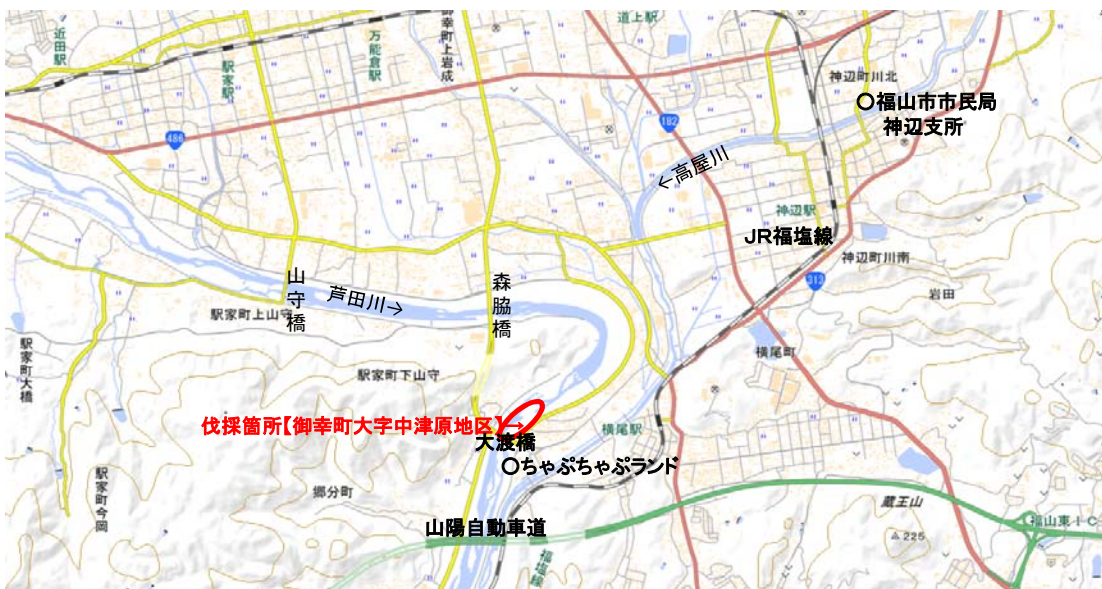 近田駅
駅家駅
万能倉駅
御幸町上岩成
道上駅
神辺町川北
○福山市市民局
神辺支所
486
182
←高屋川
神辺駅
JR福塩線
神辺町川南
313
岩田
山守橋
芦田川→
森脇橋
駅家町上山守
駅家町大橋
横尾町
駅家町下山守
伐採箇所【御幸町大字中津原地区】→
大渡橋
横尾駅
○ちゃぷちゃぷランド
駅家町今岡
郷分町
蔵王山
山陽自動車道
福山東IC
225
福塩線